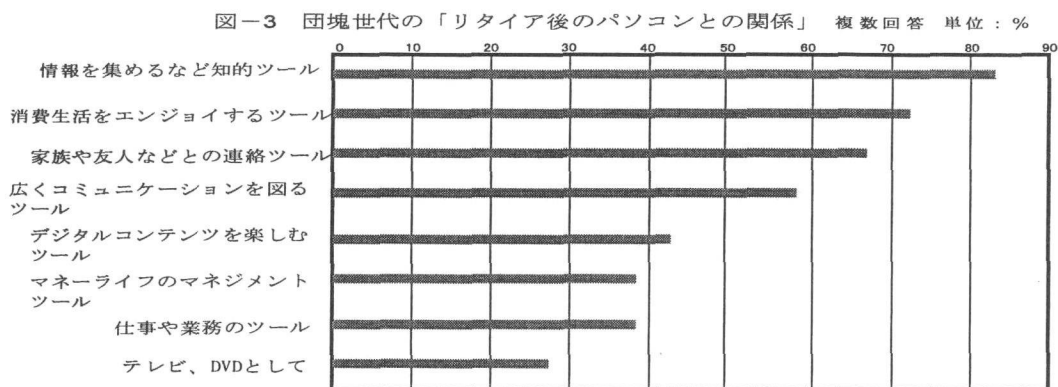 図－3 団塊世代の「リタイア後のパソコンとの関係」 複数回答 単位：%
0 10 20 30 40 50 60 70 80 90
情報を集めるなど知的ツール
消費生活をエンジョイするツール
家族や友人などとの連絡ツール
広くコミュニケーションを図る
ツール
デジタルコンテンツを楽しむ
ツール
マネーライフのマネジメント
ツール
仕事や業務のツール
テレビ、DVDとして